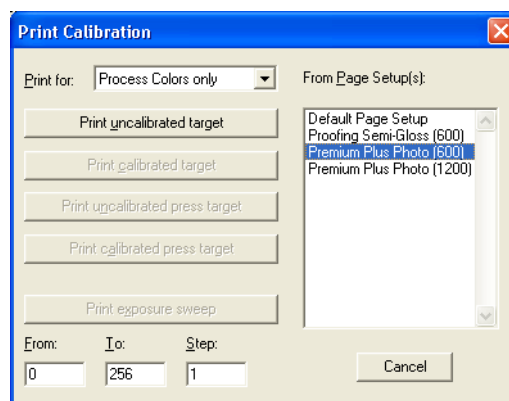 Print Calibration
Print for: Process Colors only
From Page Setup(s):
Print uncalibrated target
Print calibrated target
Print uncalibrated press target
Print calibrated press target
Print exposure sweep
Default Page Setup
Proofing Semi-Gloss (600)
Premium Plus Photo (600)
Premium Plus Photo (1200)
From: To: Step:
0 256 1
Cancel